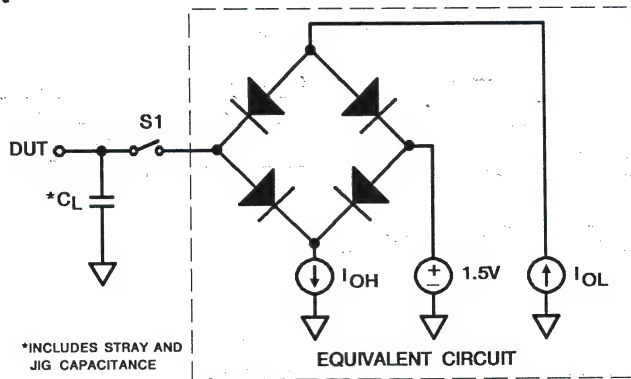 S1
DUT
*CL
IOH
+
−
1.5V
IOL
*INCLUDES STRAY AND
JIG CAPACITANCE
EQUIVALENT CIRCUIT